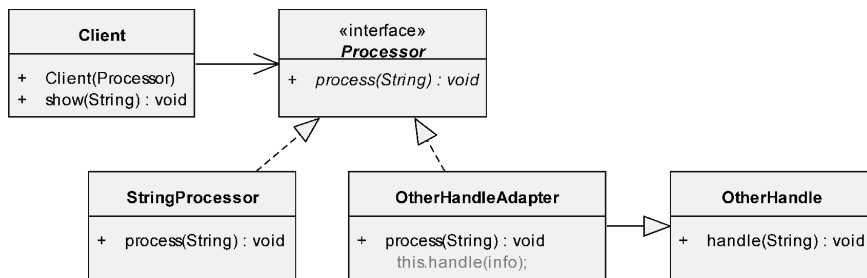 Client
+ Client(Processor)
+ show(String) : void
«interface»
Processor
+ process(String) : void
StringProcessor
+ process(String) : void
OtherHandleAdapter
+ process(String) : void
this.handle(info);
OtherHandle
+ handle(String) : void